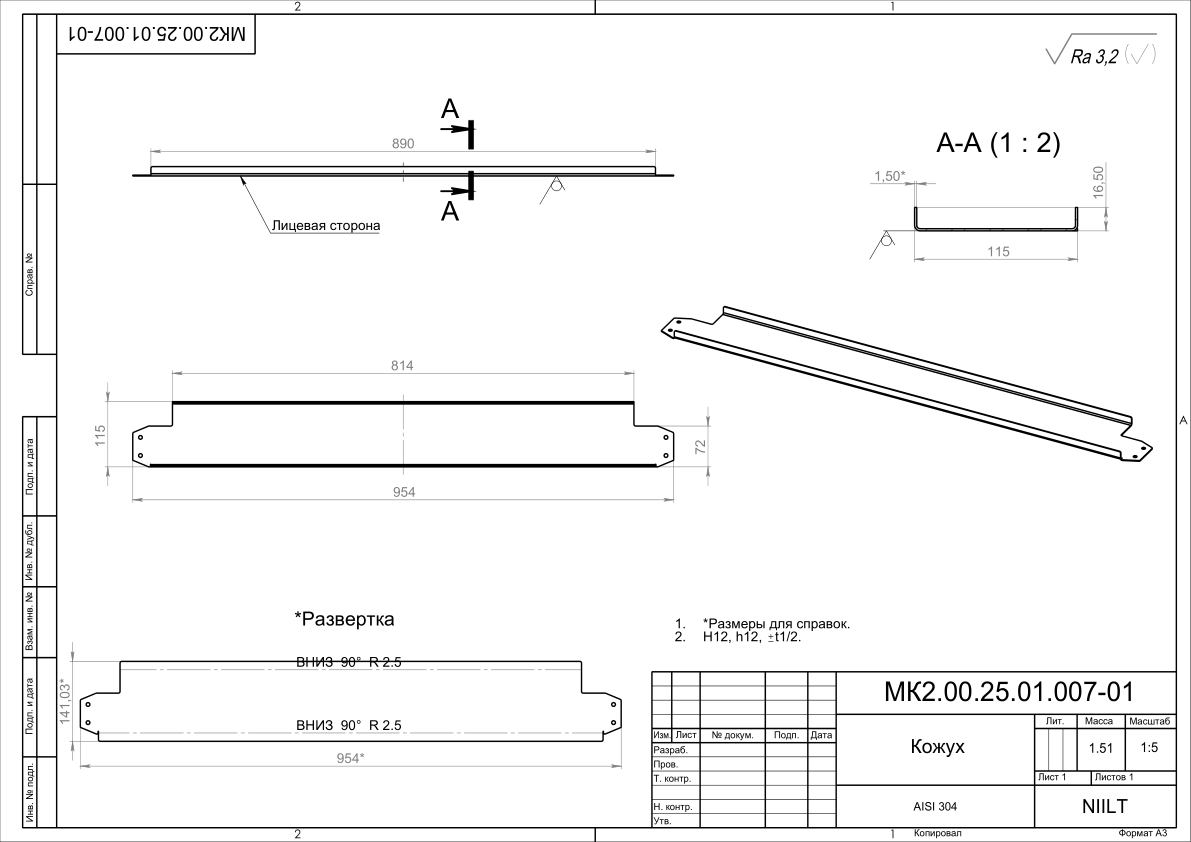 2
1
МК2.00.25.01.007-01
Ra 3,2
А
890
А
Лицевая сторона
А-А (1 : 2)
1,50*
16,50
115
Справ. №
814
115
72
954
А
Подп. и дата
Инв. № дубл.
Взам. инв. №
Подп. и дата
Инв. № подл.
*Развертка
ВНИЗ 90° R 2.5
141,03*
ВНИЗ 90° R 2.5
954*
1. *Размеры для справок.
2. H12, h12, ±t1/2.
МК2.00.25.01.007-01
Изм. Лист № докум. Подп. Дата
Разраб.
Пров.
Т. контр.
Н. контр.
Утв.
Кожух
Лит. Масса Масштаб
1.51 1:5
Лист 1 Листов 1
AISI 304
NIILT
2
1
Копировал
Формат А3